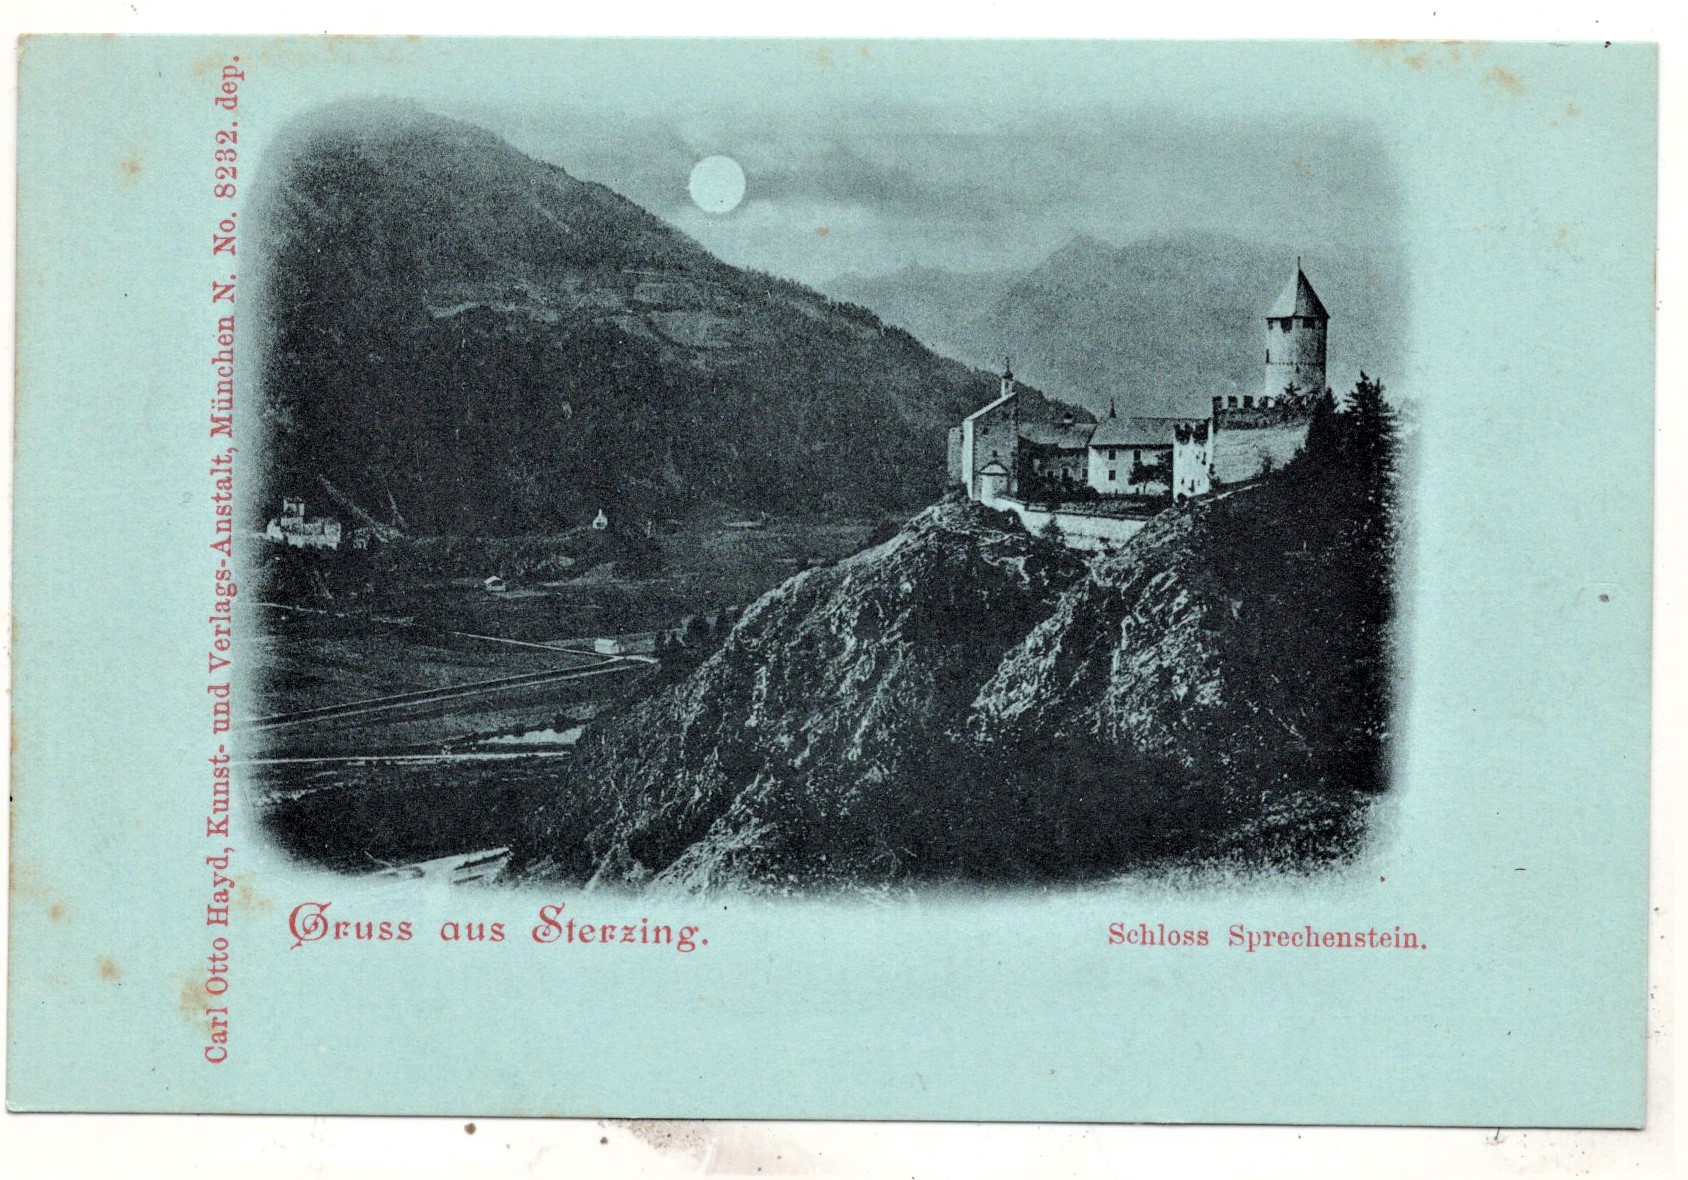 Carl Otto Hayd, Kunst- und Verlags-Anstalt, München N. No. 8232. dep.
Gruss aus Sterzing.
Schloss Sprechenstein.